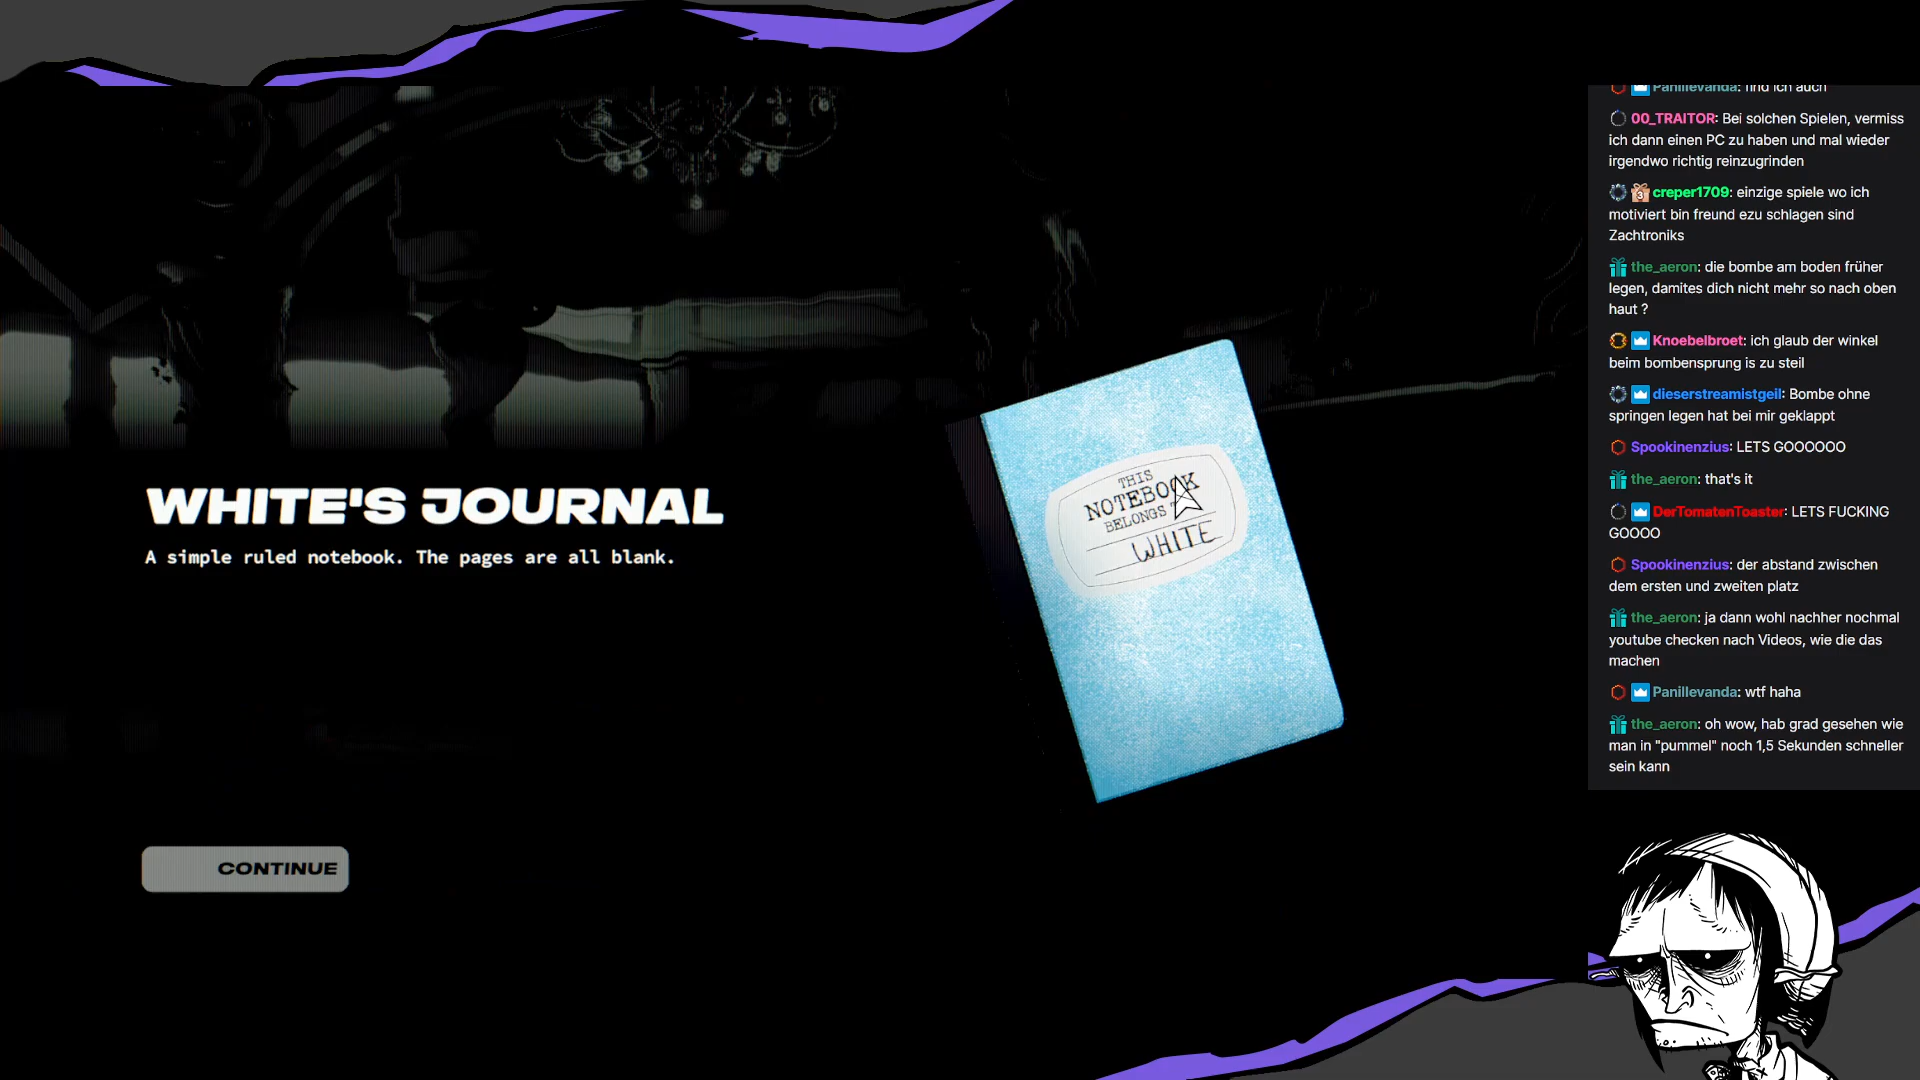 WHITE'S JOURNAL
A simple ruled notebook. The pages are all blank.
CONTINUE
THIS
NOTEBOOK
BELONGS
WHITE
Panillevanda: find ich auch
00_TRAITOR: Bei solchen Spielen, vermiss
ich dann einen PC zu haben und mal wieder
irgendwo richtig reinzugrinden
creper1709: einzige spiele wo ich
motiviert bin freund ezu schlagen sind
Zachtroniks
the_aeron: die bombe am boden früher
legen, damites dich nicht mehr so nach oben
haut ?
Knoebelbroet: ich glaub der winkel
beim bombensprung is zu steil
dieserstreamistgeil: Bombe ohne
springen legen hat bei mir geklappt
Spookinenzius: LETS GOOOOOO
the_aeron: that's it
DerTomatenToaster: LETS FUCKING
GOOOO
Spookinenzius: der abstand zwischen
dem ersten und zweiten platz
the_aeron: ja dann wohl nachher nochmal
youtube checken nach Videos, wie die das
machen
Panillevanda: wtf haha
the_aeron: oh wow, hab grad gesehen wie
man in "pummel" noch 1,5 Sekunden schneller
sein kann